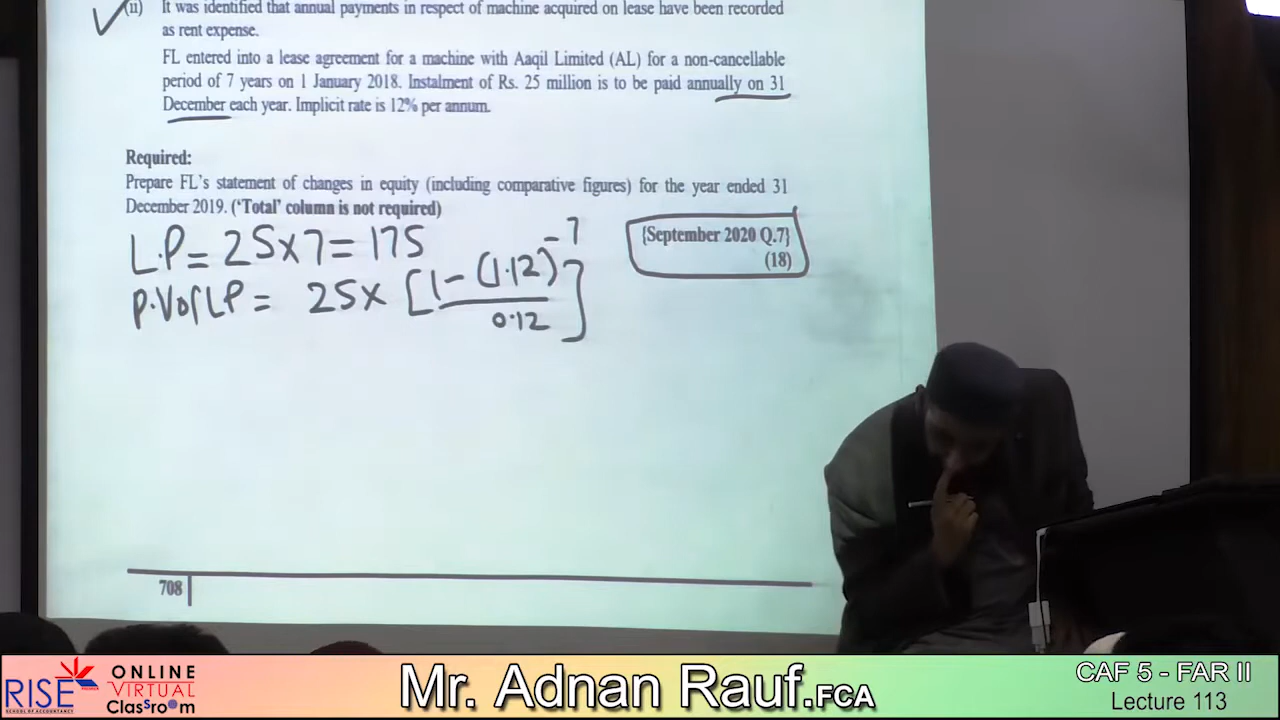 (ii) It was identified that annual payments in respect of machine acquired on lease have been recorded
as rent expense.
FL entered into a lease agreement for a machine with Aaqil Limited (AL) for a non-cancellable
period of 7 years on 1 January 2018. Instalment of Rs. 25 million is to be paid annually on 31
December each year. Implicit rate is 12% per annum.
Required:
Prepare FL's statement of changes in equity (including comparative figures) for the year ended 31
December 2019. ('Total' column is not required)
{September 2020 Q.7}
(18)
L.P = 25x7 = 175
P.V of LP = 25x [1-(1.12)-7
0.12]
708
RISE
SCHOOL OF ACCOUNTANCY
ONLINE
VIRTUAL
ClasSroom
Mr. Adnan Rauf.FCA
CAF 5 - FAR II
Lecture 113